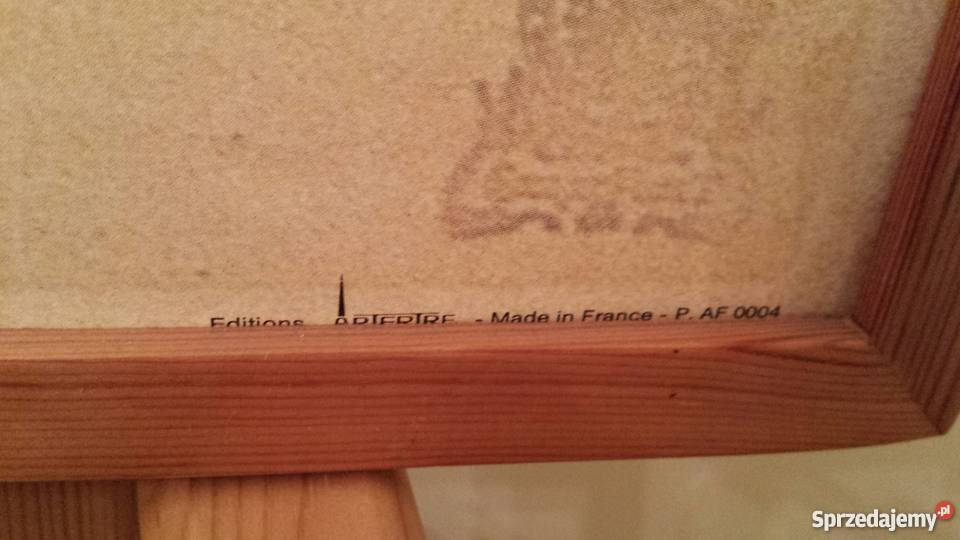 Editions ARTERTRE - Made in France - P. AF 0004
Sprzedajemy.pl